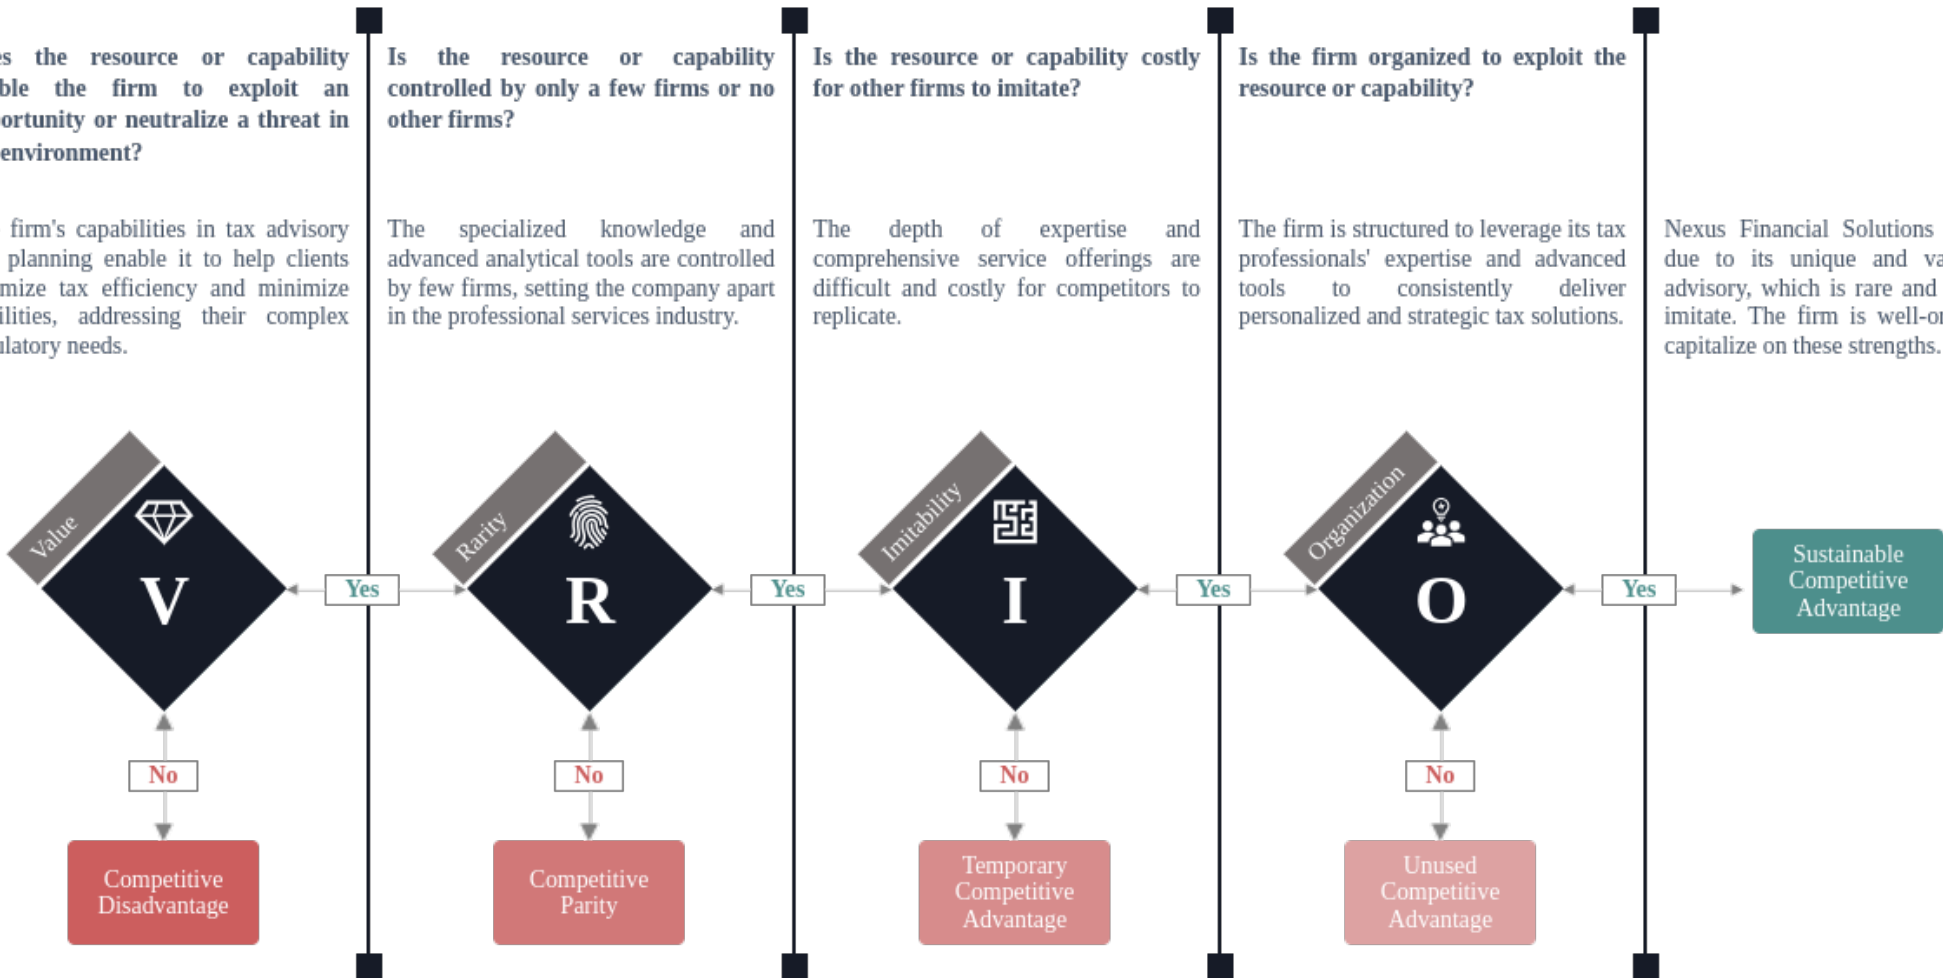 the resource or capability
the firm to exploit an
or neutralize a threat in
environment?
firm's capabilities in tax advisory
planning enable it to help clients
tax efficiency and minimize
addressing their complex
needs.
Value
V
Yes
No
Competitive
Disadvantage
Is the resource or capability
controlled by only a few firms or no
other firms?
The specialized knowledge and
advanced analytical tools are controlled
by few firms, setting the company apart
in the professional services industry.
Rarity
R
Yes
No
Competitive
Parity
Is the resource or capability costly
for other firms to imitate?
The depth of expertise and
comprehensive service offerings are
difficult and costly for competitors to
replicate.
Imitability
I
Yes
No
Temporary
Competitive
Advantage
Is the firm organized to exploit the
resource or capability?
The firm is structured to leverage its tax
professionals' expertise and advanced
tools to consistently deliver
personalized and strategic tax solutions.
Organization
O
Yes
No
Unused
Competitive
Advantage
Nexus Financial Solutions
due to its unique and
advisory, which is rare and
imitate. The firm is
capitalize on these strengths.
Sustainable
Competitive
Advantage